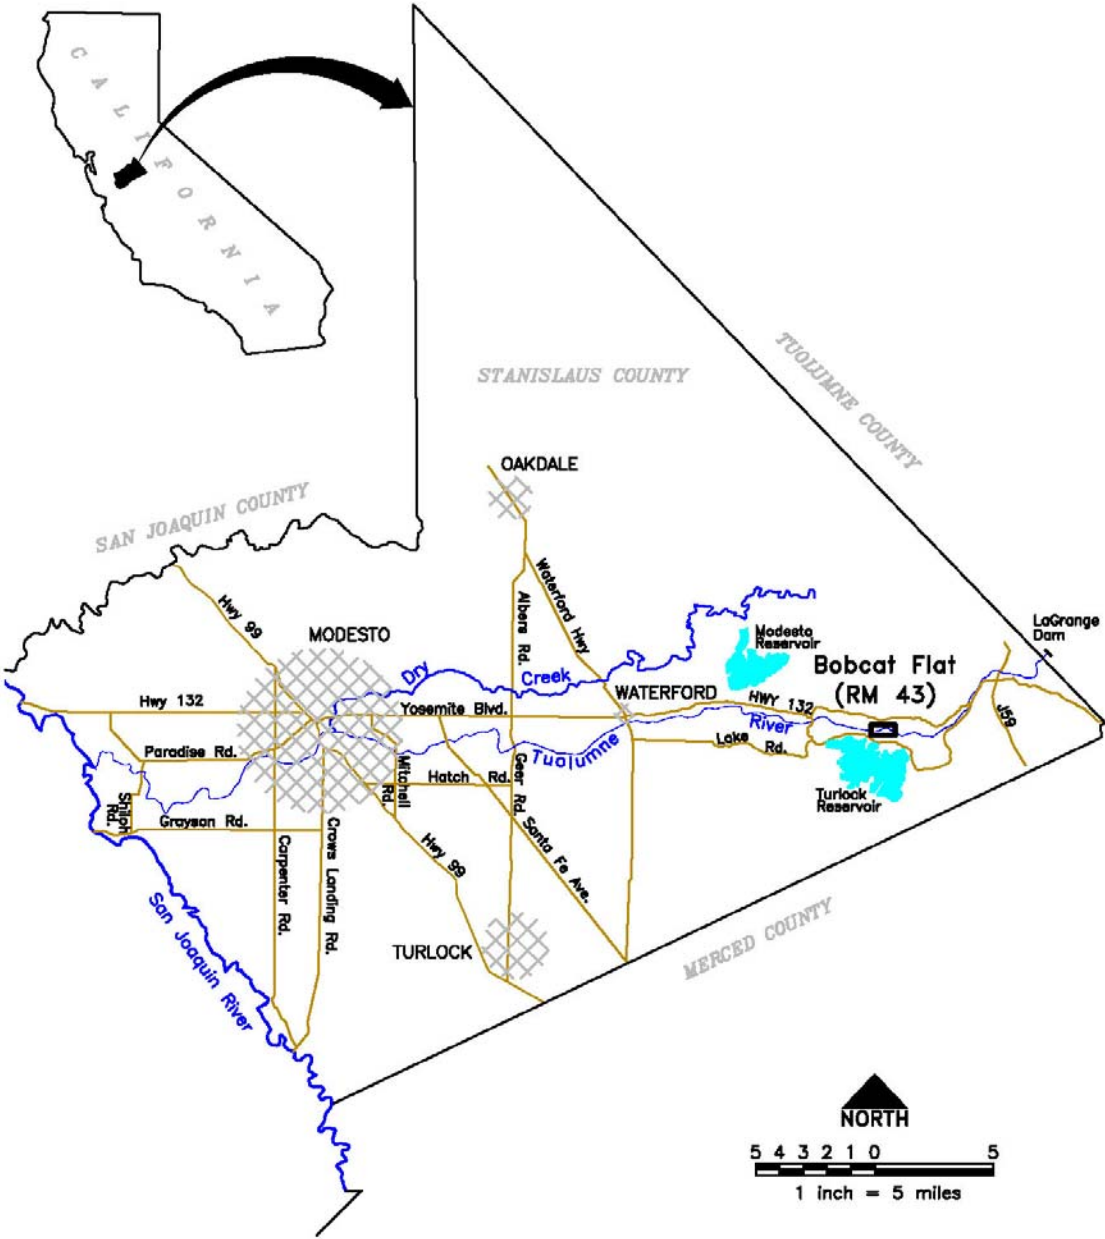 CALIFORNIA
STANISLAUS COUNTY
TUOLUMNE COUNTY
OAKDALE
SAN JOAQUIN COUNTY
Waterford Hwy
Albers Rd.
Hwy 99
MODESTO
LaGrange
Dam
Modesto
Reservoir
Dry Creek
Bobcat Flat
(RM 43)
WATERFORD
Hwy 132
HWY 132
Yosemite Blvd.
River
J59
Lake Rd.
Paradise Rd.
Tuolumne
Mitchell
Rd.
Hatch Rd.
Geer Rd.
Turlock
Reservoir
Shiloh
Rd.
Grayson Rd.
Carpenter Rd.
Crows Landing Rd.
Hwy 99
Santa Fe Ave.
San Joaquin River
TURLOCK
MERCED COUNTY
NORTH
5 4 3 2 1 0 5
1 inch = 5 miles